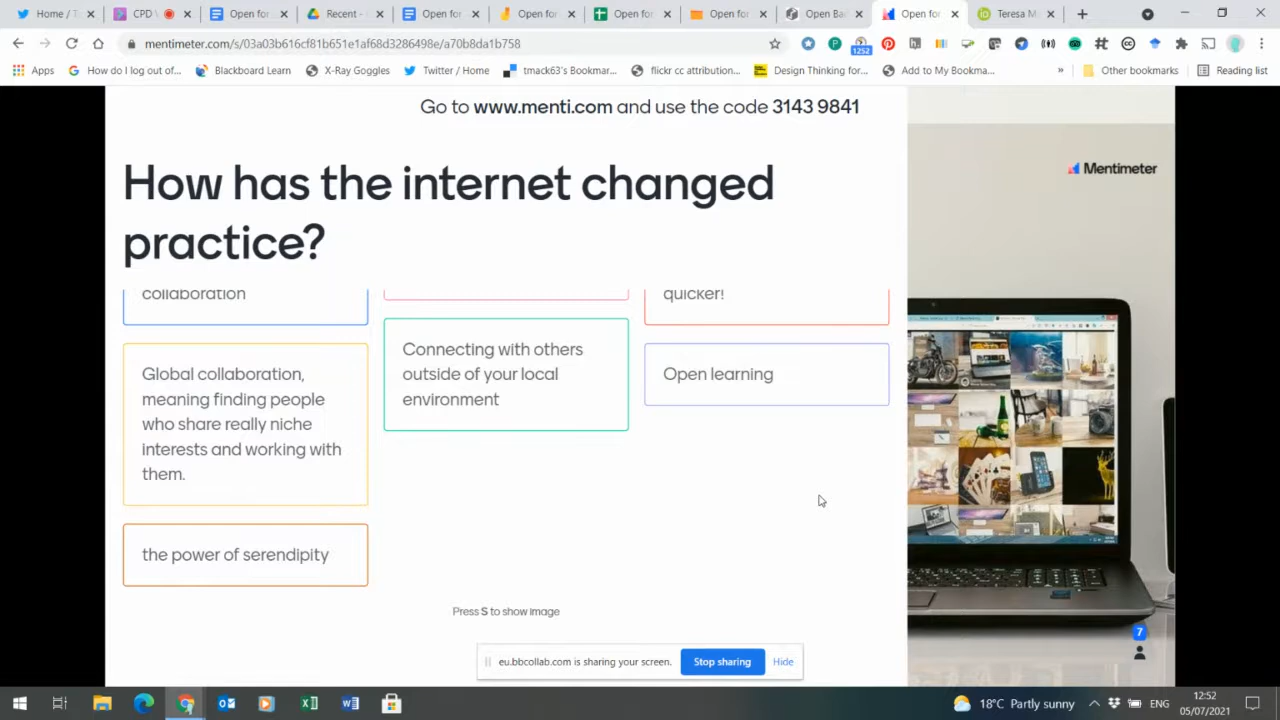 Home / T
CPD V
Open for
Recent -
Open for
Open for
Open for
Open for
Open Ba
Open for
Teresa M
mentimeter.com/s/03a03b616cf81b651e1af68d3286498e/a70b8da1b758
1252
Apps
How do I log out of...
Blackboard Learn
X-Ray Goggles
Twitter / Home
tmack63's Bookmar...
flickr cc attribution...
Design Thinking for...
Add to My Bookma...
»
Other bookmarks
Reading list
Go to www.menti.com and use the code 3143 9841
Mentimeter
How has the internet changed
practice?
collaboration
quicker!
Global collaboration,
meaning finding people
who share really niche
interests and working with
them.
Connecting with others
outside of your local
environment
Open learning
the power of serendipity
Press S to show image
7
eu.bbcollab.com is sharing your screen.
Stop sharing
Hide
18°C Partly sunny
ENG
12:52
05/07/2021